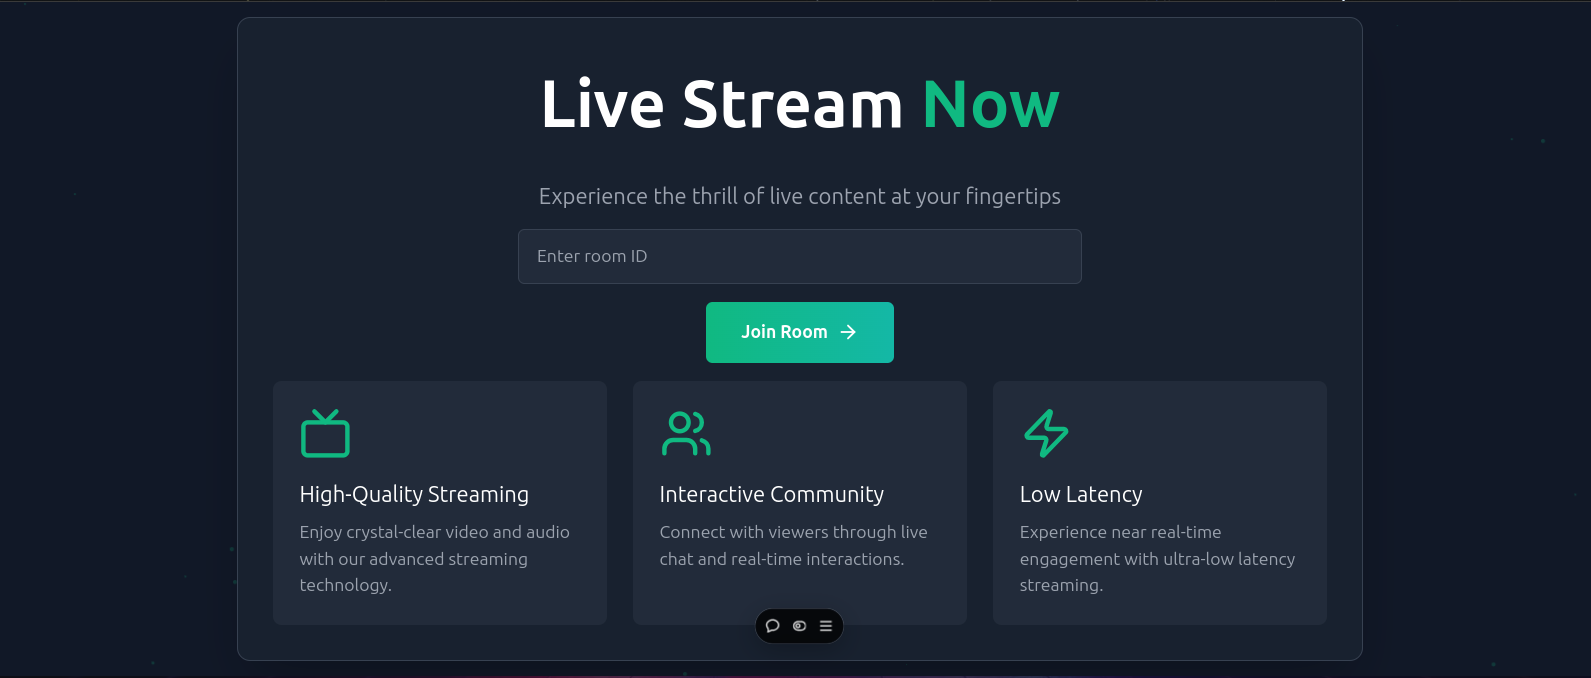 Live Stream Now
Experience the thrill of live content at your fingertips
Enter room ID
Join Room
High-Quality Streaming
Enjoy crystal-clear video and audio
with our advanced streaming
technology.
Interactive Community
Connect with viewers through live
chat and real-time interactions.
Low Latency
Experience near real-time
engagement with ultra-low latency
streaming.